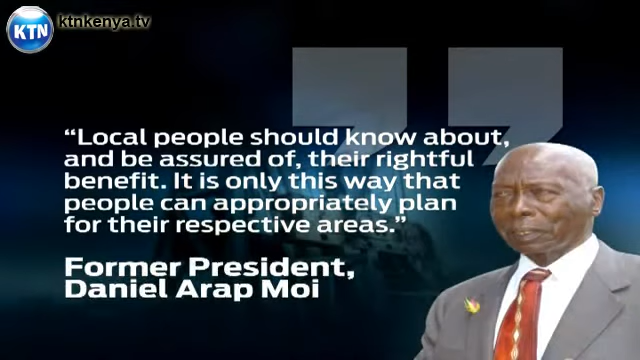 KTN
ktnkenya.tv
“Local people should know about,
and be assured of, their rightful
benefit. It is only this way that
people can appropriately plan
for their respective areas.”
Former President,
Daniel Arap Moi